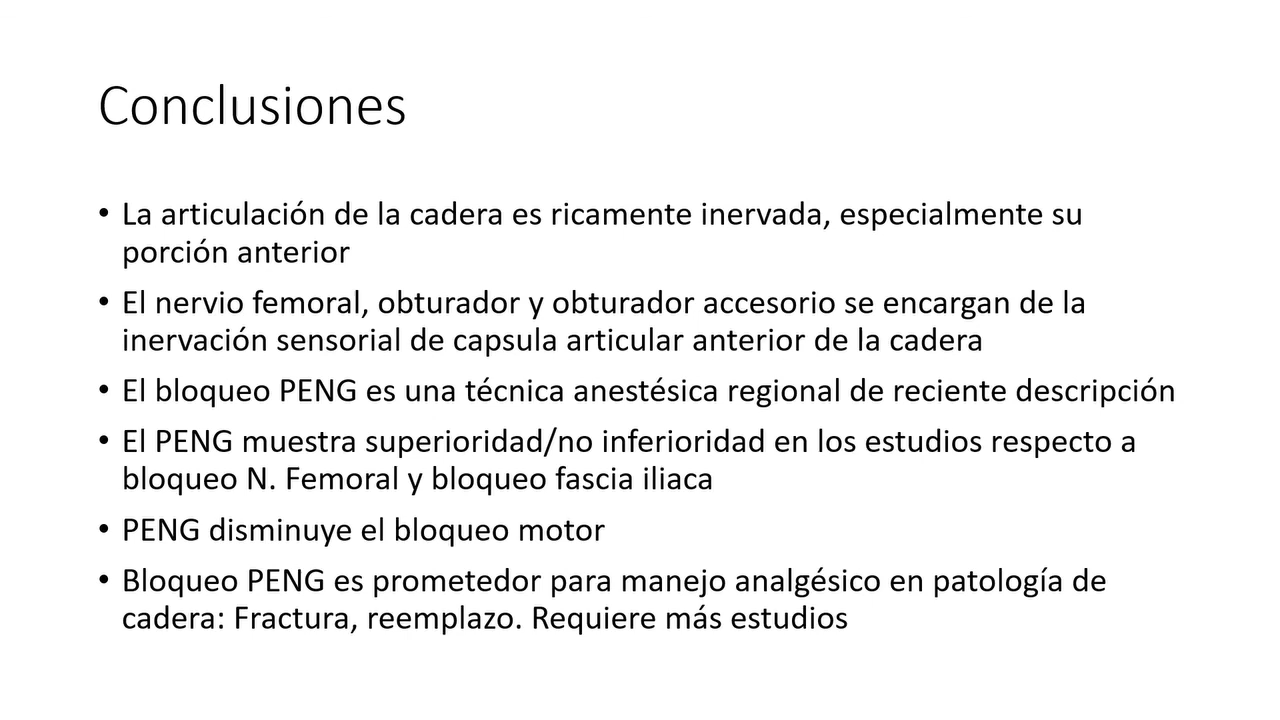 Conclusiones
• La articulación de la cadera es ricamente inervada, especialmente su
porción anterior
• El nervio femoral, obturador y obturador accesorio se encargan de la
inervación sensorial de capsula articular anterior de la cadera
• El bloqueo PENG es una técnica anestésica regional de reciente descripción
• El PENG muestra superioridad/no inferioridad en los estudios respecto a
bloqueo N. Femoral y bloqueo fascia iliaca
• PENG disminuye el bloqueo motor
• Bloqueo PENG es prometedor para manejo analgésico en patología de
cadera: Fractura, reemplazo. Requiere más estudios